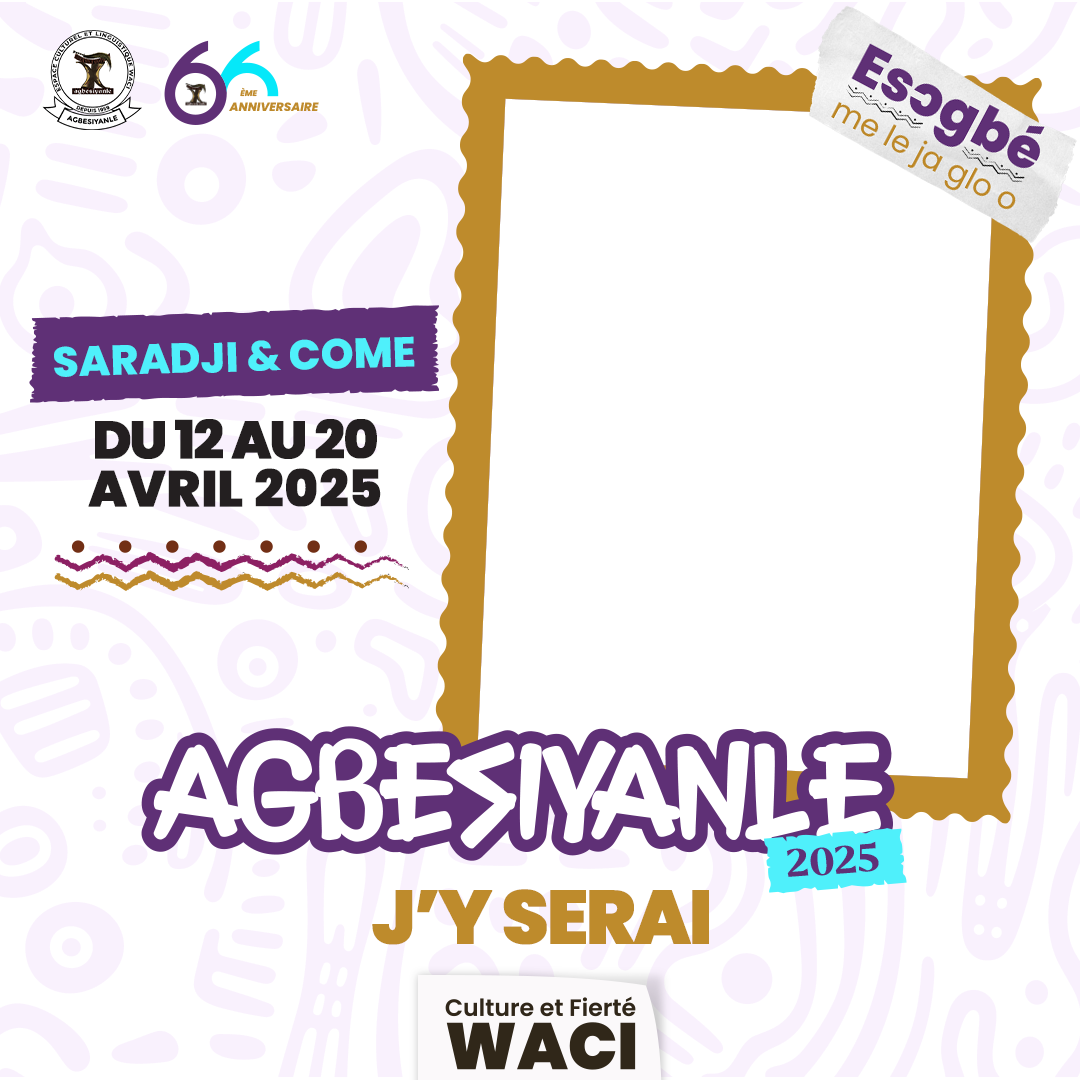 ESPACE CULTUREL ET LINGUISTIQUE WACI
agbesiyanle
DEPUIS 1959
AGBESIYANLE
66
ÈME
ANNIVERSAIRE
Esɔgbé
me le ja glo o
SARADJI & COME
DU 12 AU 20
AVRIL 2025
AGBESIYANLE
2025
J'Y SERAI
Culture et Fierté
WACI